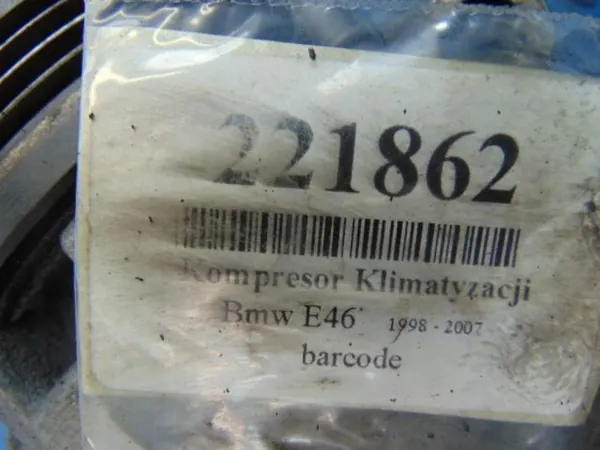 221862
Kompresor Klimatyzacji
Bmw E46 1998 - 2007
barcode